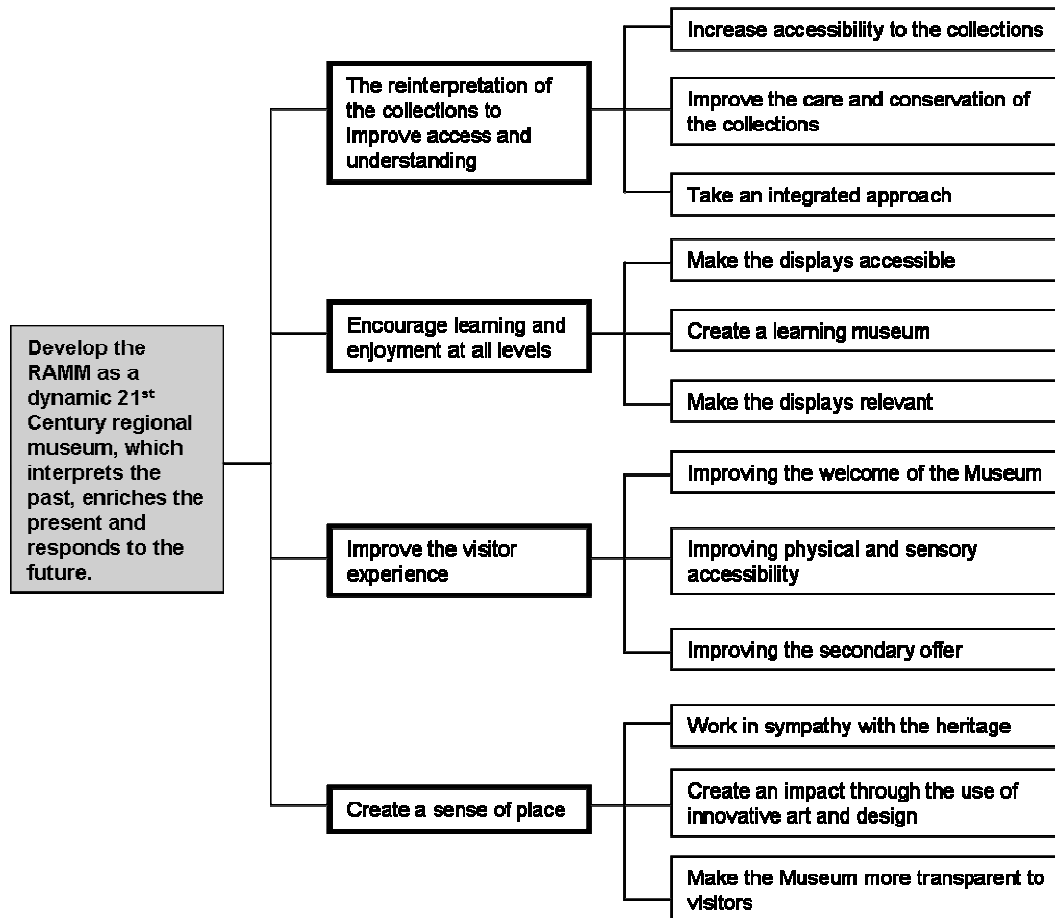 Develop the
RAMM as a
dynamic 21st
Century regional
museum, which
interprets the
past, enriches the
present and
responds to the
future.
The reinterpretation of
the collections to
improve access and
understanding
Increase accessibility to the collections
Improve the care and conservation of
the collections
Take an integrated approach
Encourage learning and
enjoyment at all levels
Make the displays accessible
Create a learning museum
Make the displays relevant
Improve the visitor
experience
Improving the welcome of the Museum
Improving physical and sensory
accessibility
Improving the secondary offer
Create a sense of place
Work in sympathy with the heritage
Create an impact through the use of
innovative art and design
Make the Museum more transparent to
visitors